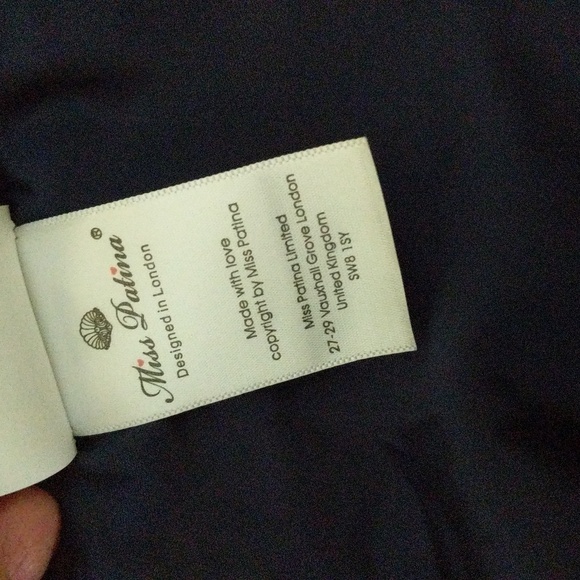 Miss Patina®
Designed in London
Made with love
copyright by Miss Patina
Miss Patina Limited
27-29 Vauxhall Grove London
United Kingdom
SW8 1SY